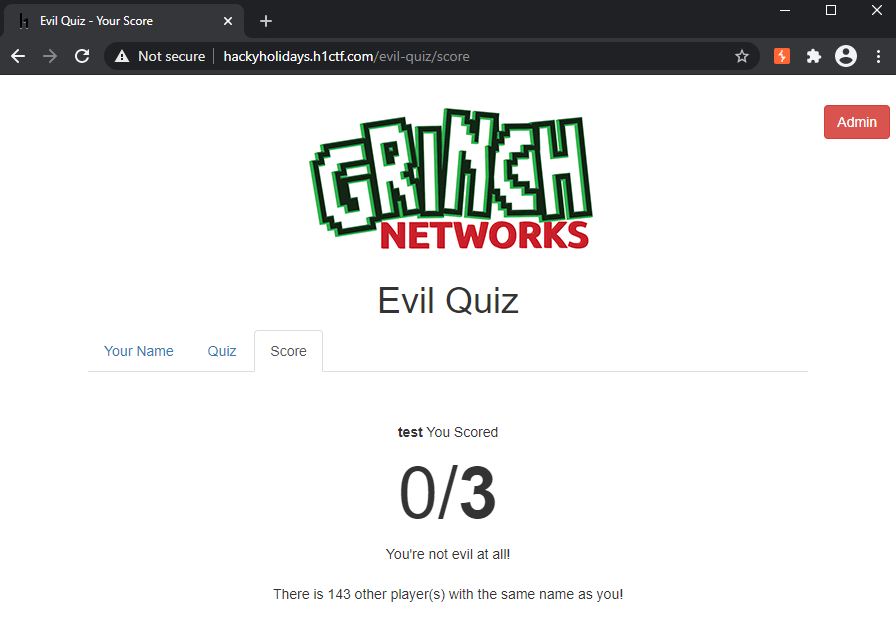 Evil Quiz - Your Score
Not secure hackyholidays.h1ctf.com/evil-quiz/score
Admin
GRINCH
NETWORKS
Evil Quiz
Your Name Quiz Score
test You Scored
0/3
You're not evil at all!
There is 143 other player(s) with the same name as you!